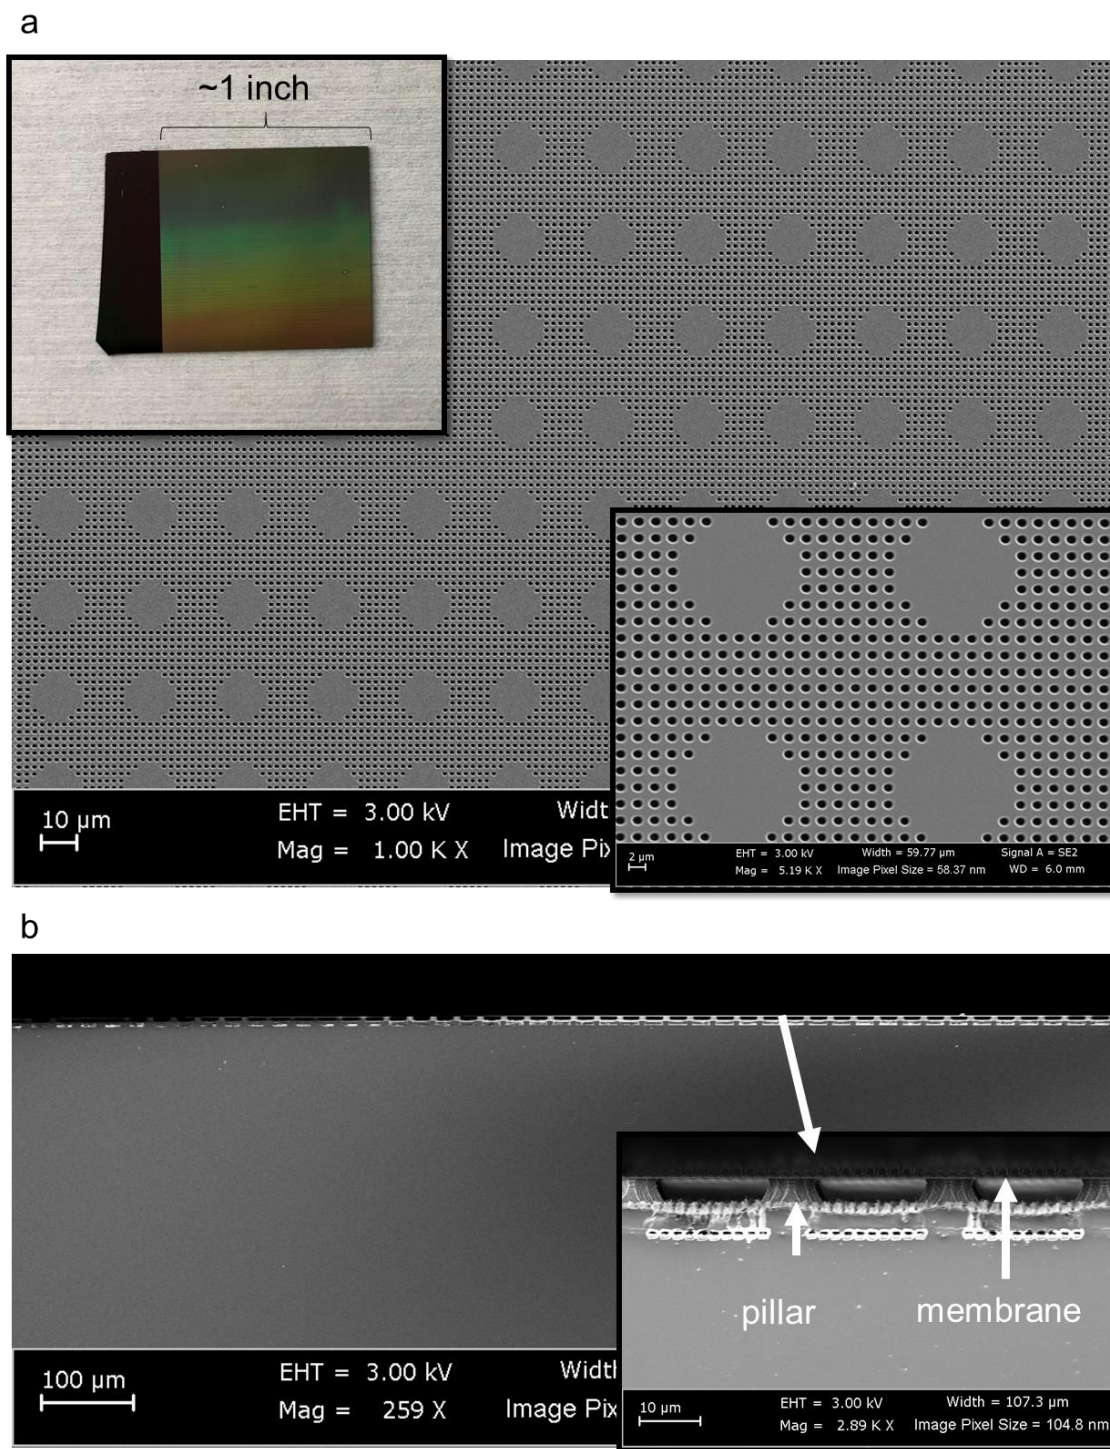 a
~1 inch
10 µm
EHT = 3.00 kV
Width
Mag = 1.00 K X
Image Pix
2 µm
EHT = 3.00 kV
Width = 59.77 µm
Signal A = SE2
Mag = 5.19 K X
Image Pixel Size = 58.37 nm
WD = 6.0 mm
b
pillar
membrane
100 µm
EHT = 3.00 kV
Width
Mag = 259 X
Image Pix
10 µm
EHT = 3.00 kV
Width = 107.3 µm
Mag = 2.89 K X
Image Pixel Size = 104.8 nm